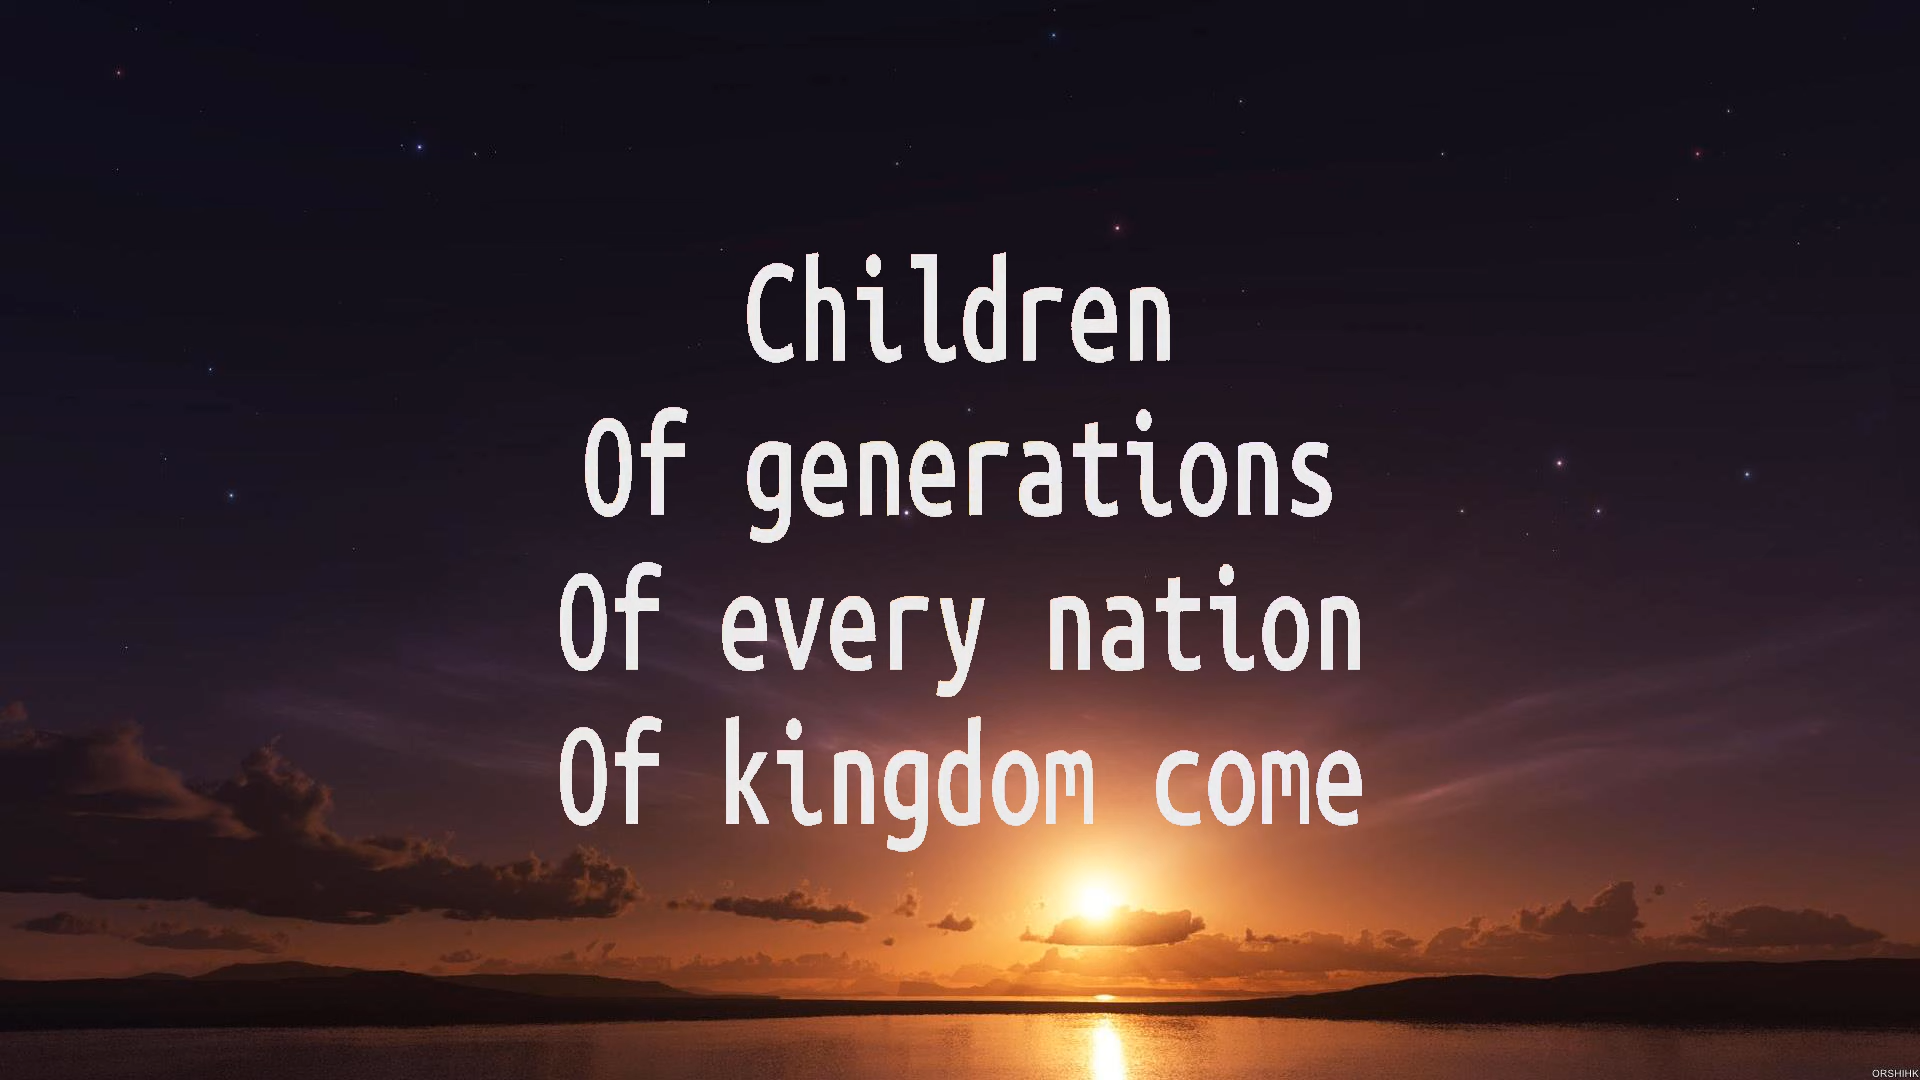 Children
Of generations
Of every nation
Of kingdom come
ORSHIHK